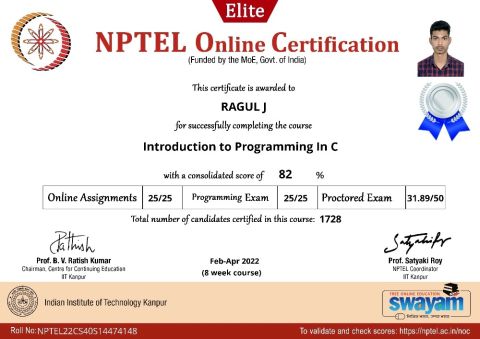 Elite
NPTEL Online Certification
(Funded by the MoE, Govt. of India)
This certificate is awarded to
RAGUL J
for successfully completing the course
Introduction to Programming In C
with a consolidated score of 82 %
Online Assignments 25/25 Programming Exam 25/25 Proctored Exam 31.89/50
Total number of candidates certified in this course: 1728
Prof. B. V. Ratish Kumar
Chairman, Centre for Continuing Education
IIT Kanpur
Feb-Apr 2022
(8 week course)
Prof. Satyaki Roy
NPTEL Coordinator
IIT Kanpur
Indian Institute of Technology Kanpur
FREE ONLINE EDUCATION
swayam
Roll No: NPTEL22CS40S14474148
To validate and check scores: https://nptel.ac.in/noc